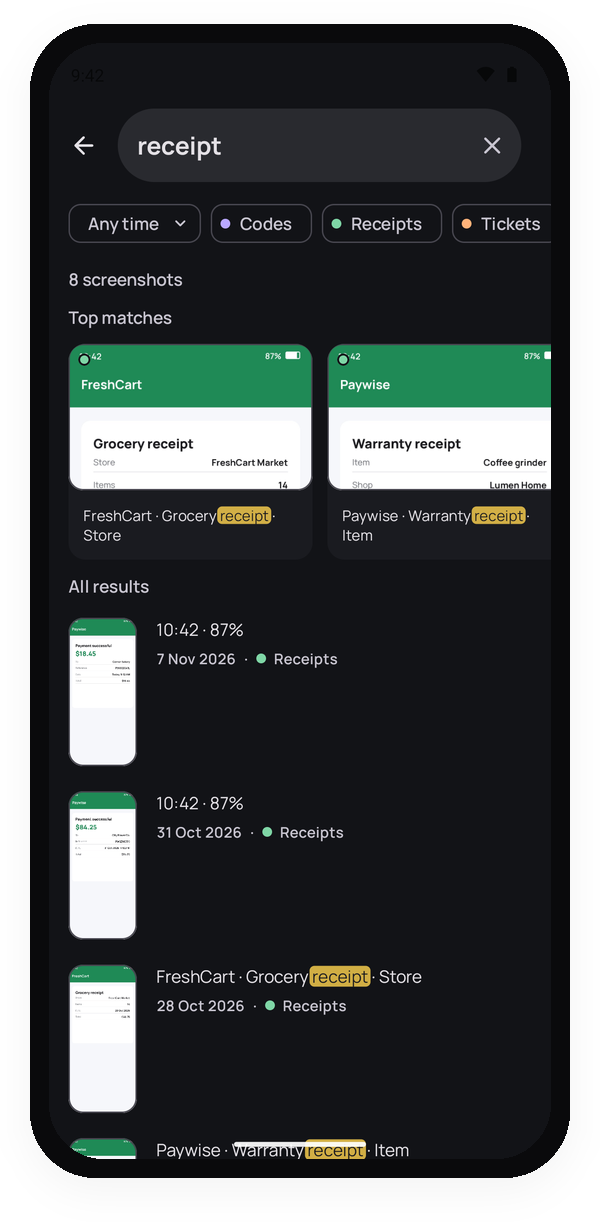 9:42
receipt
Any time
Codes
Receipts
Tickets
8 screenshots
Top matches
42 87%
FreshCart
Grocery receipt
Store FreshCart Market
Items 14
FreshCart · Grocery receipt ·
Store
42 87%
Paywise
Warranty receipt
Item Coffee grinder
Shop Lumen Home
Paywise · Warranty receipt ·
Item
All results
Paywise
Payment successful
$18.45
10:42 · 87%
7 Nov 2026 · Receipts
Paywise
Payment successful
$84.25
10:42 · 87%
31 Oct 2026 · Receipts
FreshCart
Grocery receipt
FreshCart · Grocery receipt · Store
28 Oct 2026 · Receipts
Paywise · Warranty receipt · Item